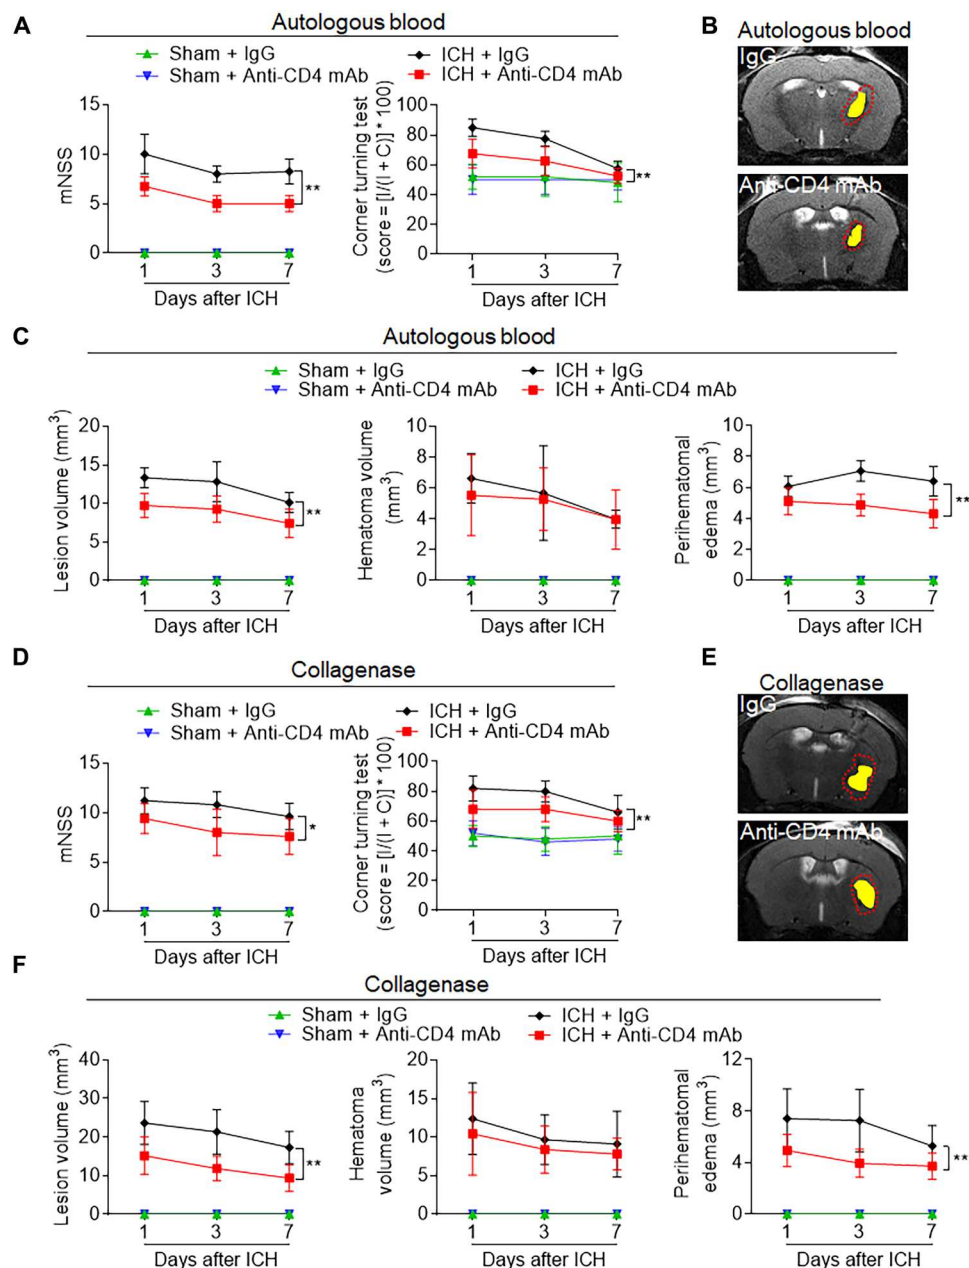 A
Autologous blood
Sham + IgG
Sham + Anti-CD4 mAb
ICH + IgG
ICH + Anti-CD4 mAb
mNSS
15
10
5
0
1 3 7
Days after ICH
Corner turning test
(score = [I/(I + C)] * 100)
100
80
60
40
20
0
1 3 7
Days after ICH
**
**
B
Autologous blood
IgG
Anti-CD4 mAb
C
Autologous blood
Sham + IgG
Sham + Anti-CD4 mAb
ICH + IgG
ICH + Anti-CD4 mAb
Lesion volume (mm³)
20
15
10
5
0
1 3 7
Days after ICH
**
Hematoma volume
(mm³)
10
8
6
4
2
0
1 3 7
Days after ICH
Perihematomal
edema (mm³)
8
6
4
2
0
1 3 7
Days after ICH
**
D
Collagenase
Sham + IgG
Sham + Anti-CD4 mAb
ICH + IgG
ICH + Anti-CD4 mAb
mNSS
15
10
5
0
1 3 7
Days after ICH
*
Corner turning test
(score = [I/(I + C)] * 100)
100
80
60
40
20
0
1 3 7
Days after ICH
**
E
Collagenase
IgG
Anti-CD4 mAb
F
Collagenase
Sham + IgG
Sham + Anti-CD4 mAb
ICH + IgG
ICH + Anti-CD4 mAb
Lesion volume (mm³)
40
30
20
10
0
1 3 7
Days after ICH
**
Hematoma
volume (mm³)
20
15
10
5
0
1 3 7
Days after ICH
Perihematomal
edema (mm³)
12
8
4
0
1 3 7
Days after ICH
**